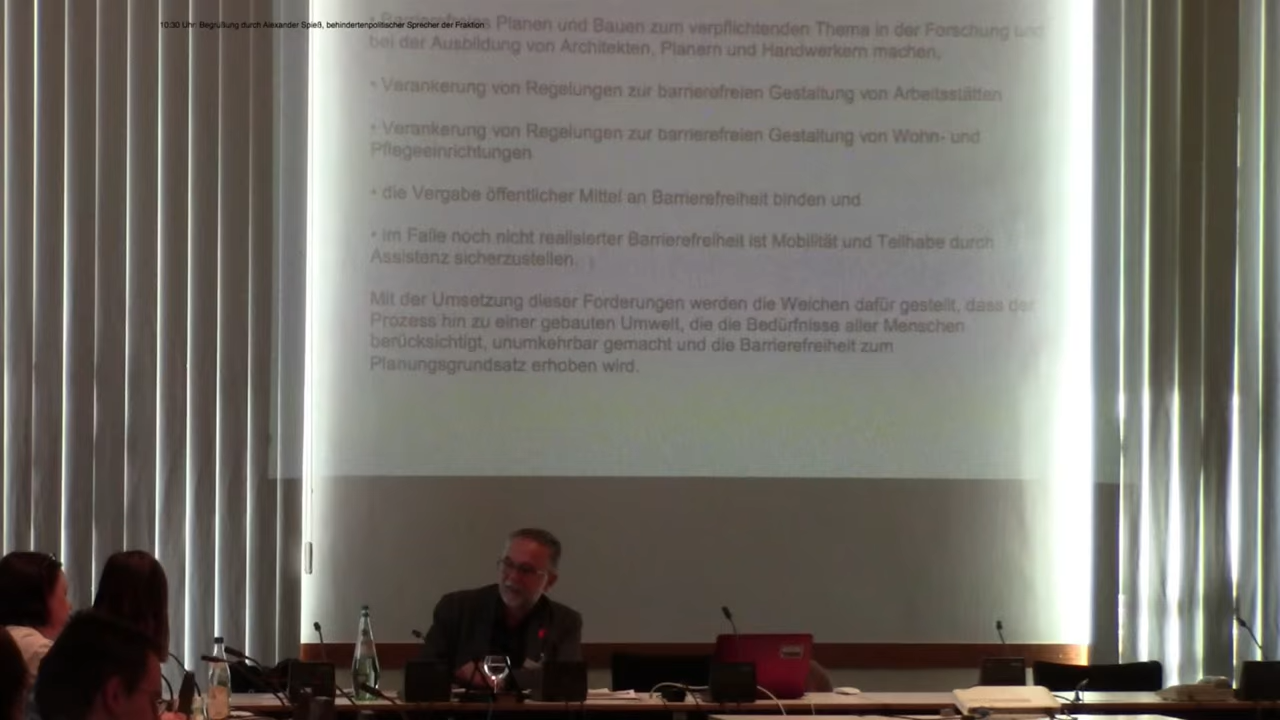 10:30 Uhr: Begrüßung durch Alexander Spieß, behindertenpolitischer Sprecher der Fraktion
Planen und Bauen zum verpflichtenden Thema in der Forschung und
bei der Ausbildung von Architekten, Planern und Handwerkern machen,
• Verankerung von Regelungen zur barrierefreien Gestaltung von Arbeitsstätten
• Verankerung von Regelungen zur barrierefreien Gestaltung von Wohn- und
Pflegeeinrichtungen
• die Vergabe öffentlicher Mittel an Barrierefreiheit binden und
• im Falle noch nicht realisierter Barrierefreiheit ist Mobilität und Teilhabe durch
Assistenz sicherzustellen.
Mit der Umsetzung dieser Forderungen werden die Weichen dafür gestellt, dass der
Prozess hin zu einer gebauten Umwelt, die die Bedürfnisse aller Menschen
berücksichtigt, unumkehrbar gemacht und die Barrierefreiheit zum
Planungsgrundsatz erhoben wird.